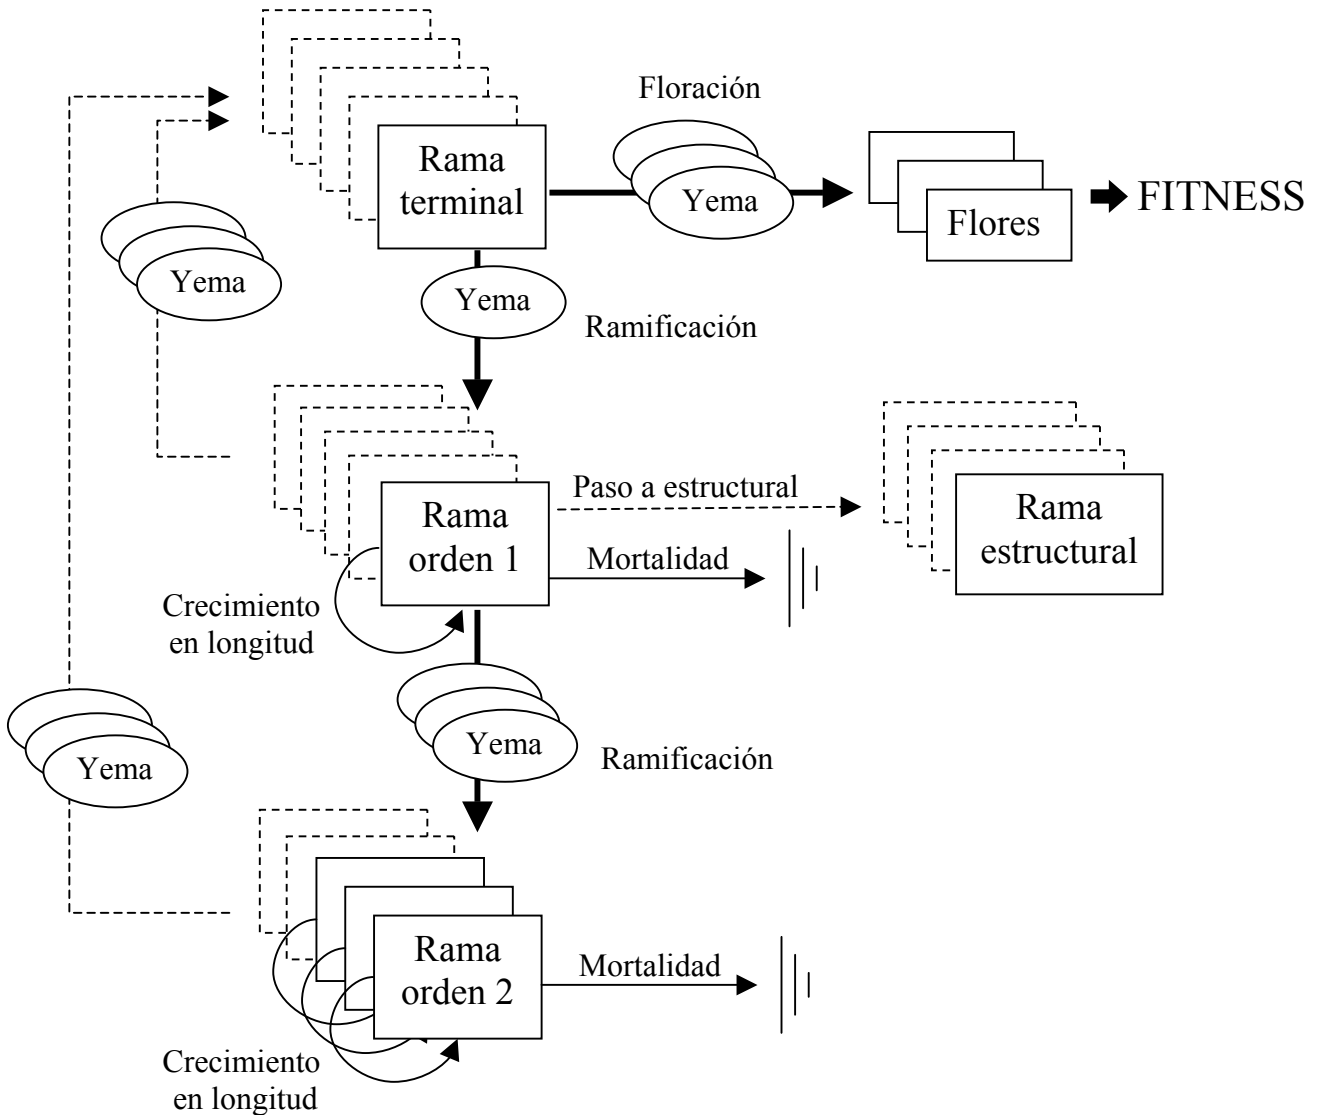 Floración
Rama
terminal
Yema
Flores
FITNESS
Yema
Yema
Ramificación
Paso a estructural
Rama
orden 1
Rama
estructural
Mortalidad
Crecimiento
en longitud
Yema
Ramificación
Yema
Rama
orden 2
Mortalidad
Crecimiento
en longitud